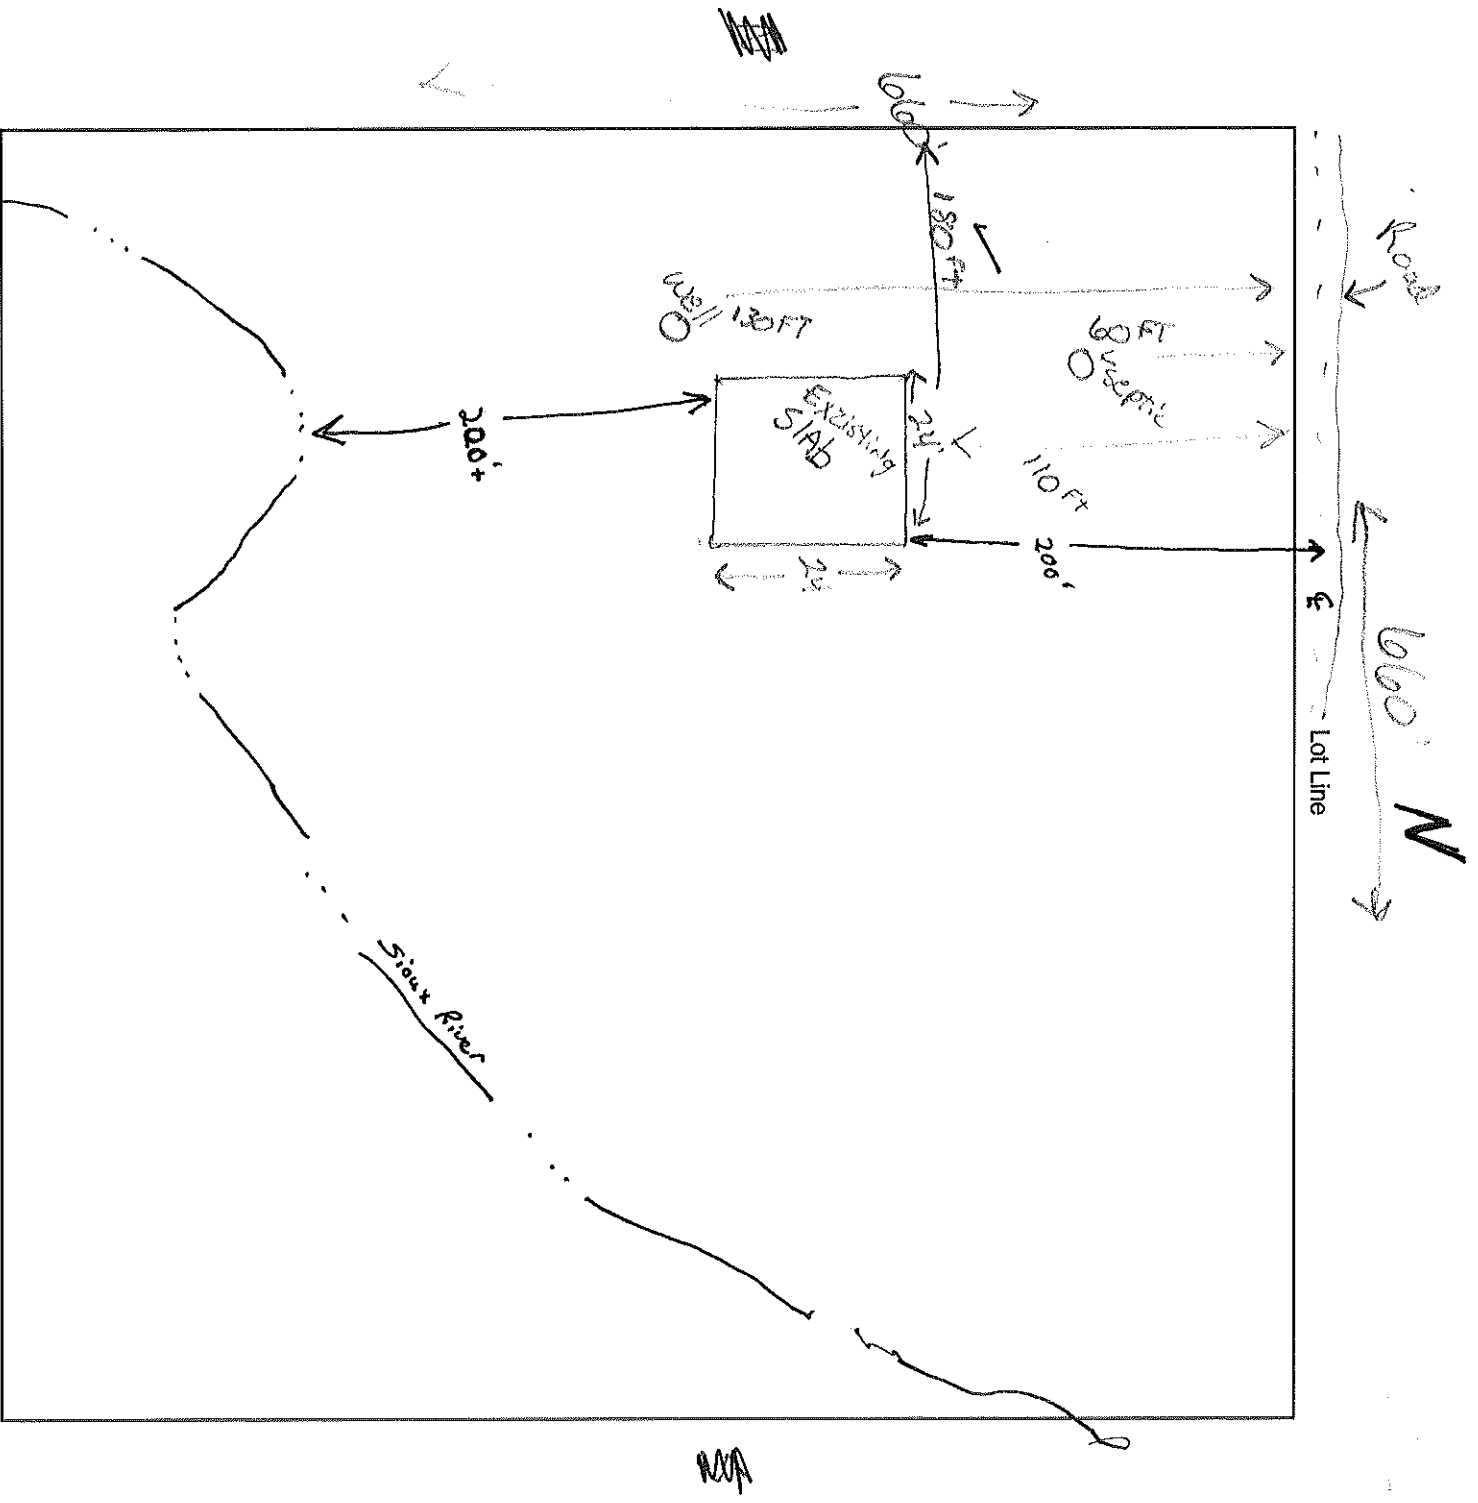 N
660'
Lot Line
Road
℄
200'
110 Ft
60 FT
septic
660'
180 ft
24'
24'
Exzisting
SlAb
Well
130 FT
200'+
Sioux River